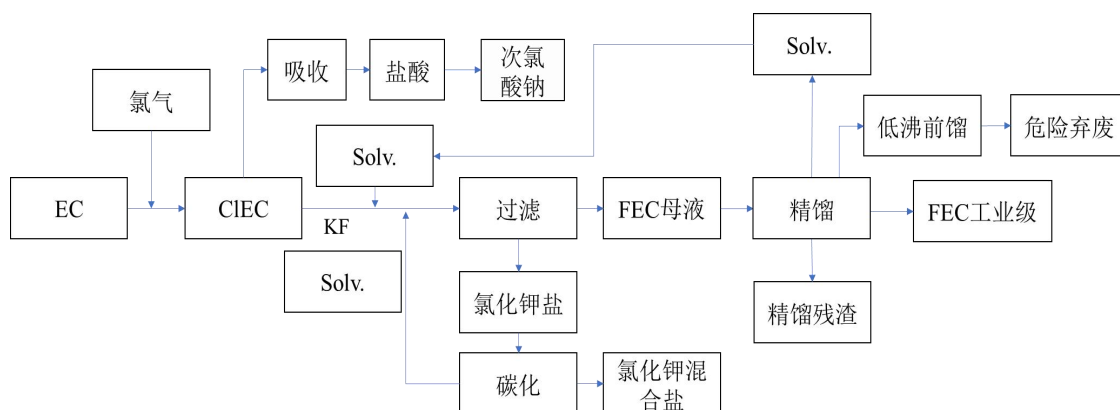 Solv.
吸收
盐酸
次氯
酸钠
氯气
低沸前馏
危险弃废
Solv.
EC
ClEC
过滤
FEC母液
精馏
FEC工业级
KF
Solv.
氯化钾盐
精馏残渣
碳化
氯化钾混
合盐